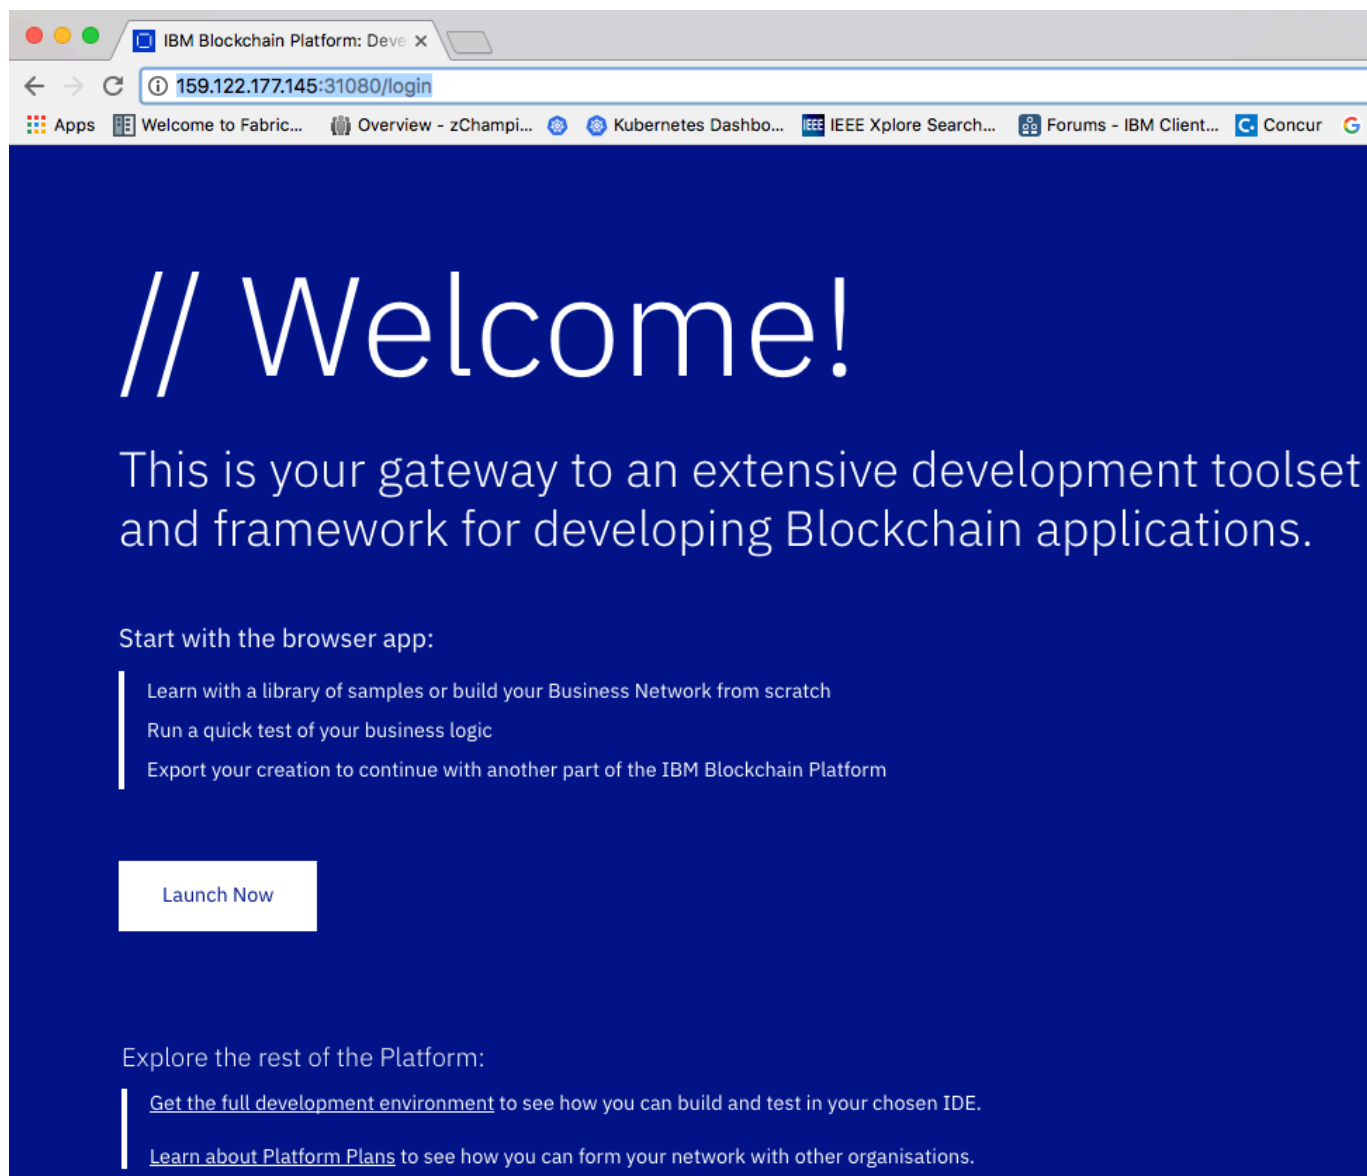 IBM Blockchain Platform: Deve
159.122.177.145:31080/login
Apps Welcome to Fabric... Overview - zChampi... Kubernetes Dashbo... IEEE IEEE Xplore Search... Forums - IBM Client... C. Concur G
// Welcome!
This is your gateway to an extensive development toolset
and framework for developing Blockchain applications.
Start with the browser app:
Learn with a library of samples or build your Business Network from scratch
Run a quick test of your business logic
Export your creation to continue with another part of the IBM Blockchain Platform
Launch Now
Explore the rest of the Platform:
Get the full development environment to see how you can build and test in your chosen IDE.
Learn about Platform Plans to see how you can form your network with other organisations.